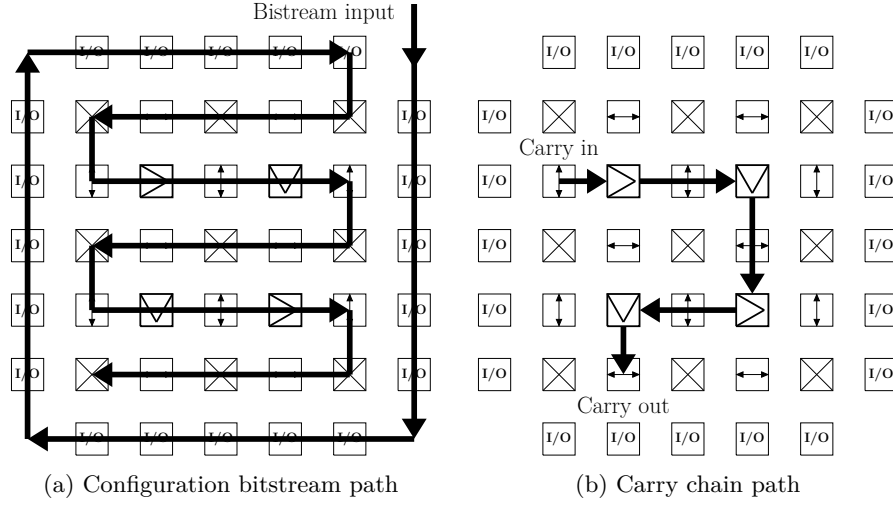 Bistream input
I/O I/O I/O I/O I/O I/O I/O I/O I/O I/O
I/O I/O I/O I/O
Carry in
I/O I/O I/O I/O
I/O I/O I/O I/O
I/O I/O I/O I/O
I/O I/O I/O I/O
Carry out
I/O I/O I/O I/O I/O I/O I/O I/O I/O I/O
(a) Configuration bitstream path (b) Carry chain path